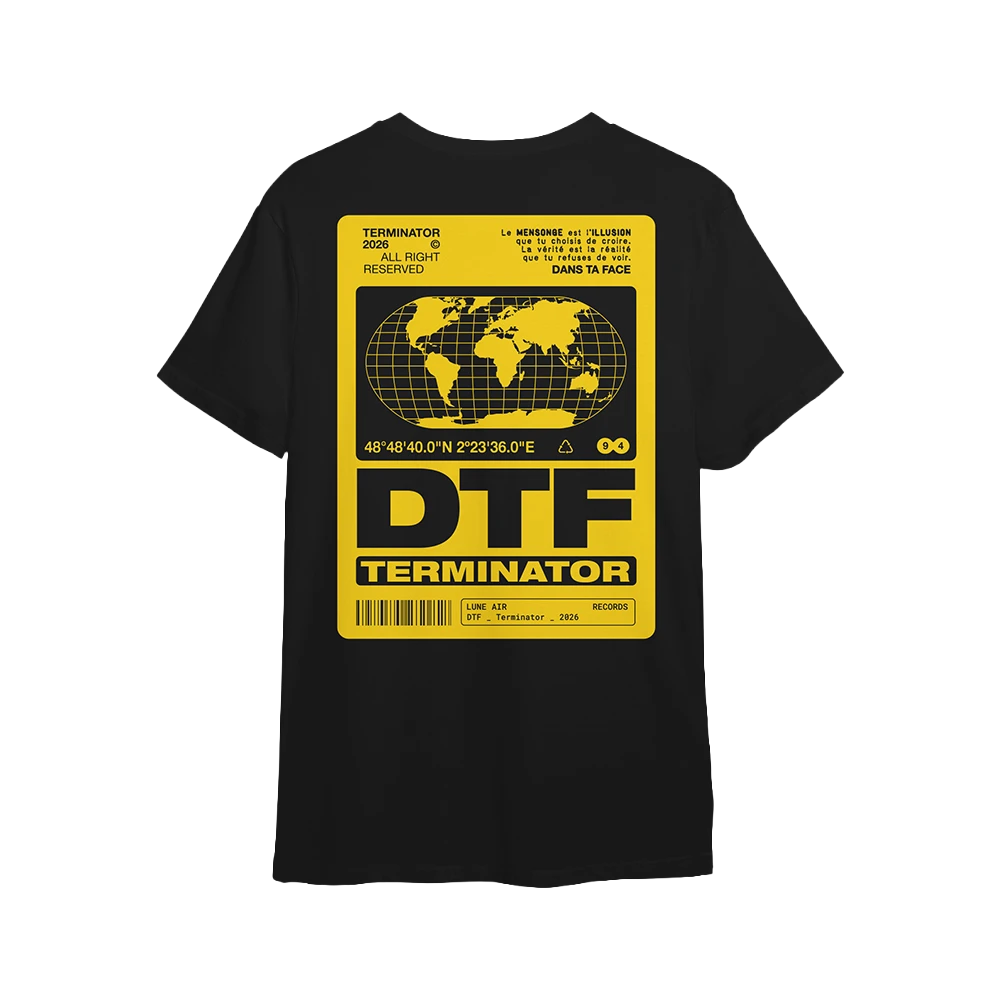 TERMINATOR
2026 ©
ALL RIGHT
RESERVED
Le MENSONGE est l'ILLUSION
que tu choisis de croire.
La vérité est la réalité
que tu refuses de voir.
DANS TA FACE
48°48'40.0"N 2°23'36.0"E
9 4
DTF
TERMINATOR
LUNE AIR RECORDS
DTF _ Terminator _ 2026